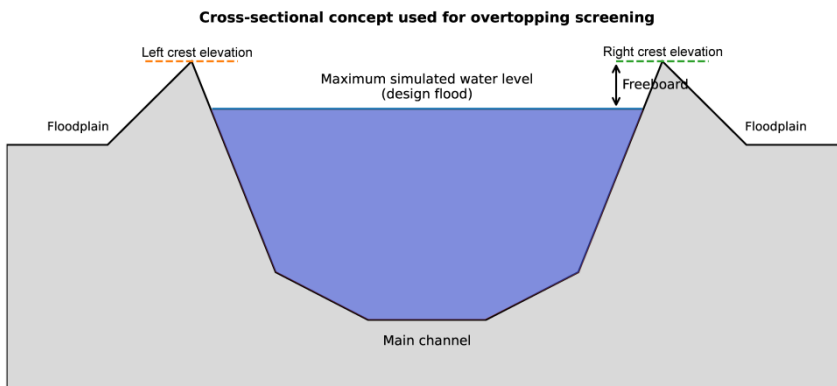 Cross-sectional concept used for overtopping screening
Left crest elevation
Right crest elevation
Maximum simulated water level
(design flood)
Freeboard
Floodplain
Floodplain
Main channel